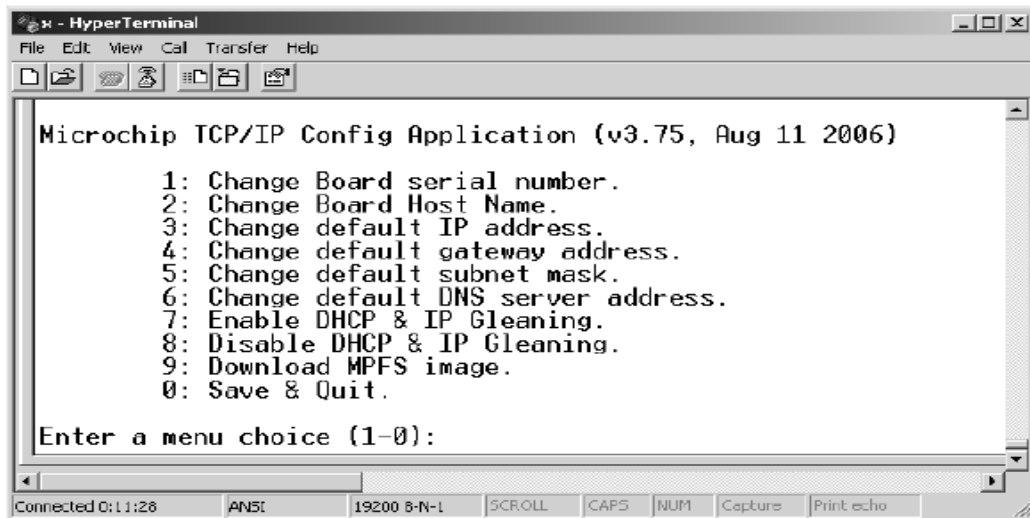 x - HyperTerminal
File Edit View Call Transfer Help
Microchip TCP/IP Config Application (v3.75, Aug 11 2006)
1: Change Board serial number.
2: Change Board Host Name.
3: Change default IP address.
4: Change default gateway address.
5: Change default subnet mask.
6: Change default DNS server address.
7: Enable DHCP & IP Gleaning.
8: Disable DHCP & IP Gleaning.
9: Download MPFS image.
0: Save & Quit.
Enter a menu choice (1-0):
Connected 0:11:28 ANSI 19200 8-N-1 SCROLL CAPS NUM Capture Print echo